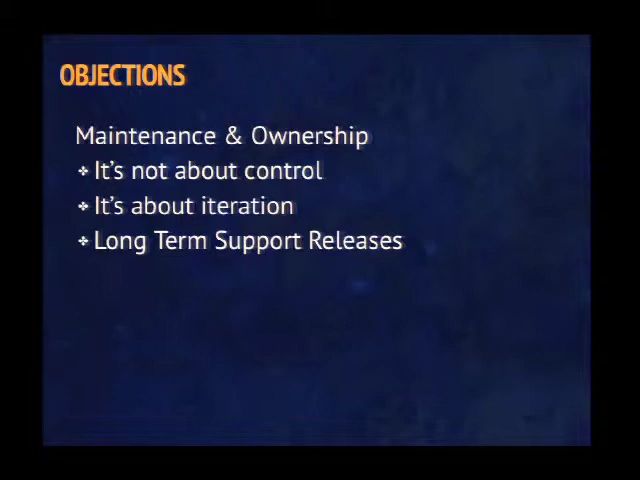 OBJECTIONS
Maintenance & Ownership
❖ It's not about control
❖ It's about iteration
❖ Long Term Support Releases